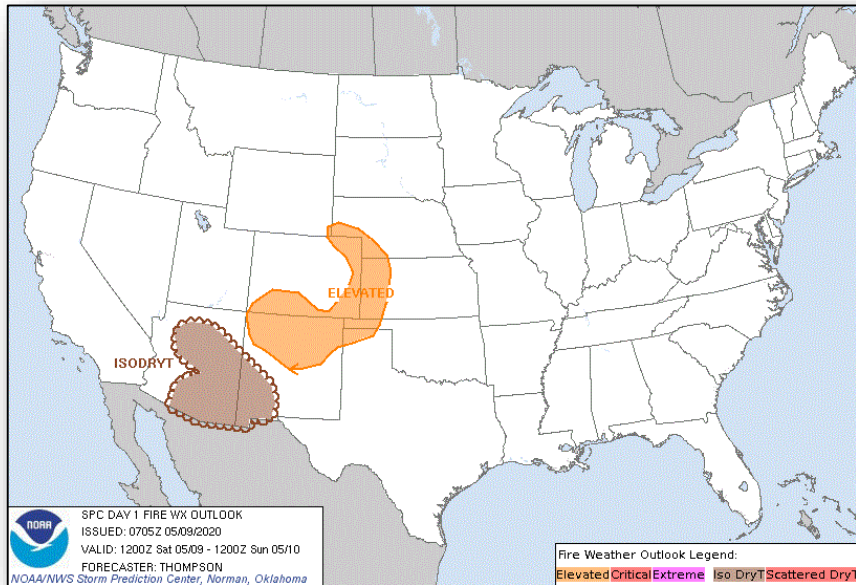 ELEVATED
ISODRYT
NOAA
SPC DAY 1 FIRE WX OUTLOOK
ISSUED: 0705Z 05/09/2020
VALID: 1200Z Sat 05/09 - 1200Z Sun 05/10
FORECASTER: THOMPSON
NOAA/NWS Storm Prediction Center, Norman, Oklahoma
Fire Weather Outlook Legend:
Elevated Critical Extreme Iso DryT Scattered DryT